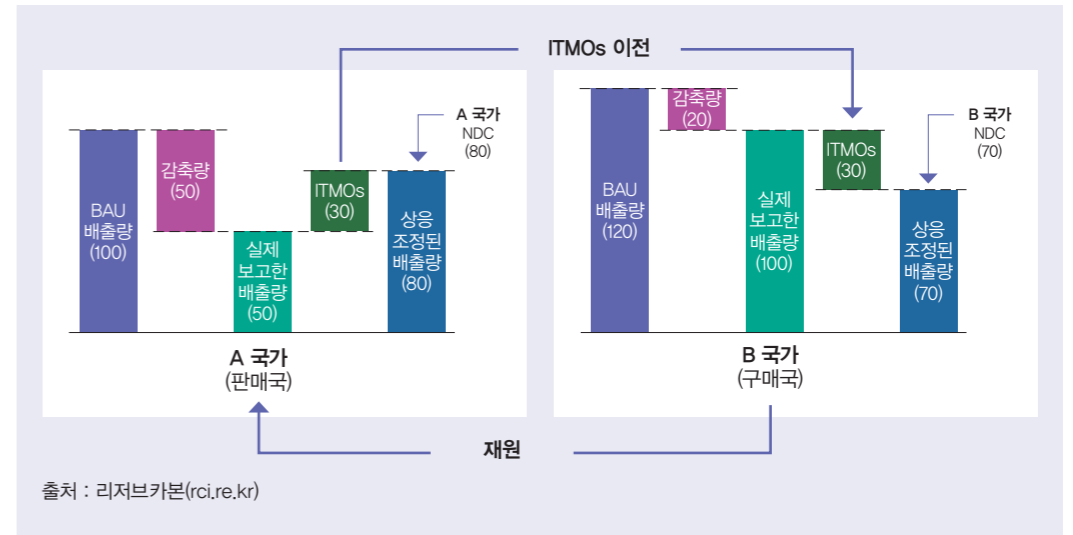 ITMOs 이전
BAU
배출량
(100)
감축량
(50)
실제
보고한
배출량
(50)
ITMOs
(30)
상응
조정된
배출량
(80)
A 국가
NDC
(80)
A 국가
(판매국)
BAU
배출량
(120)
감축량
(20)
실제
보고한
배출량
(100)
ITMOs
(30)
상응
조정된
배출량
(70)
B 국가
NDC
(70)
B 국가
(구매국)
재원
출처 : 리저브카본(rci.re.kr)